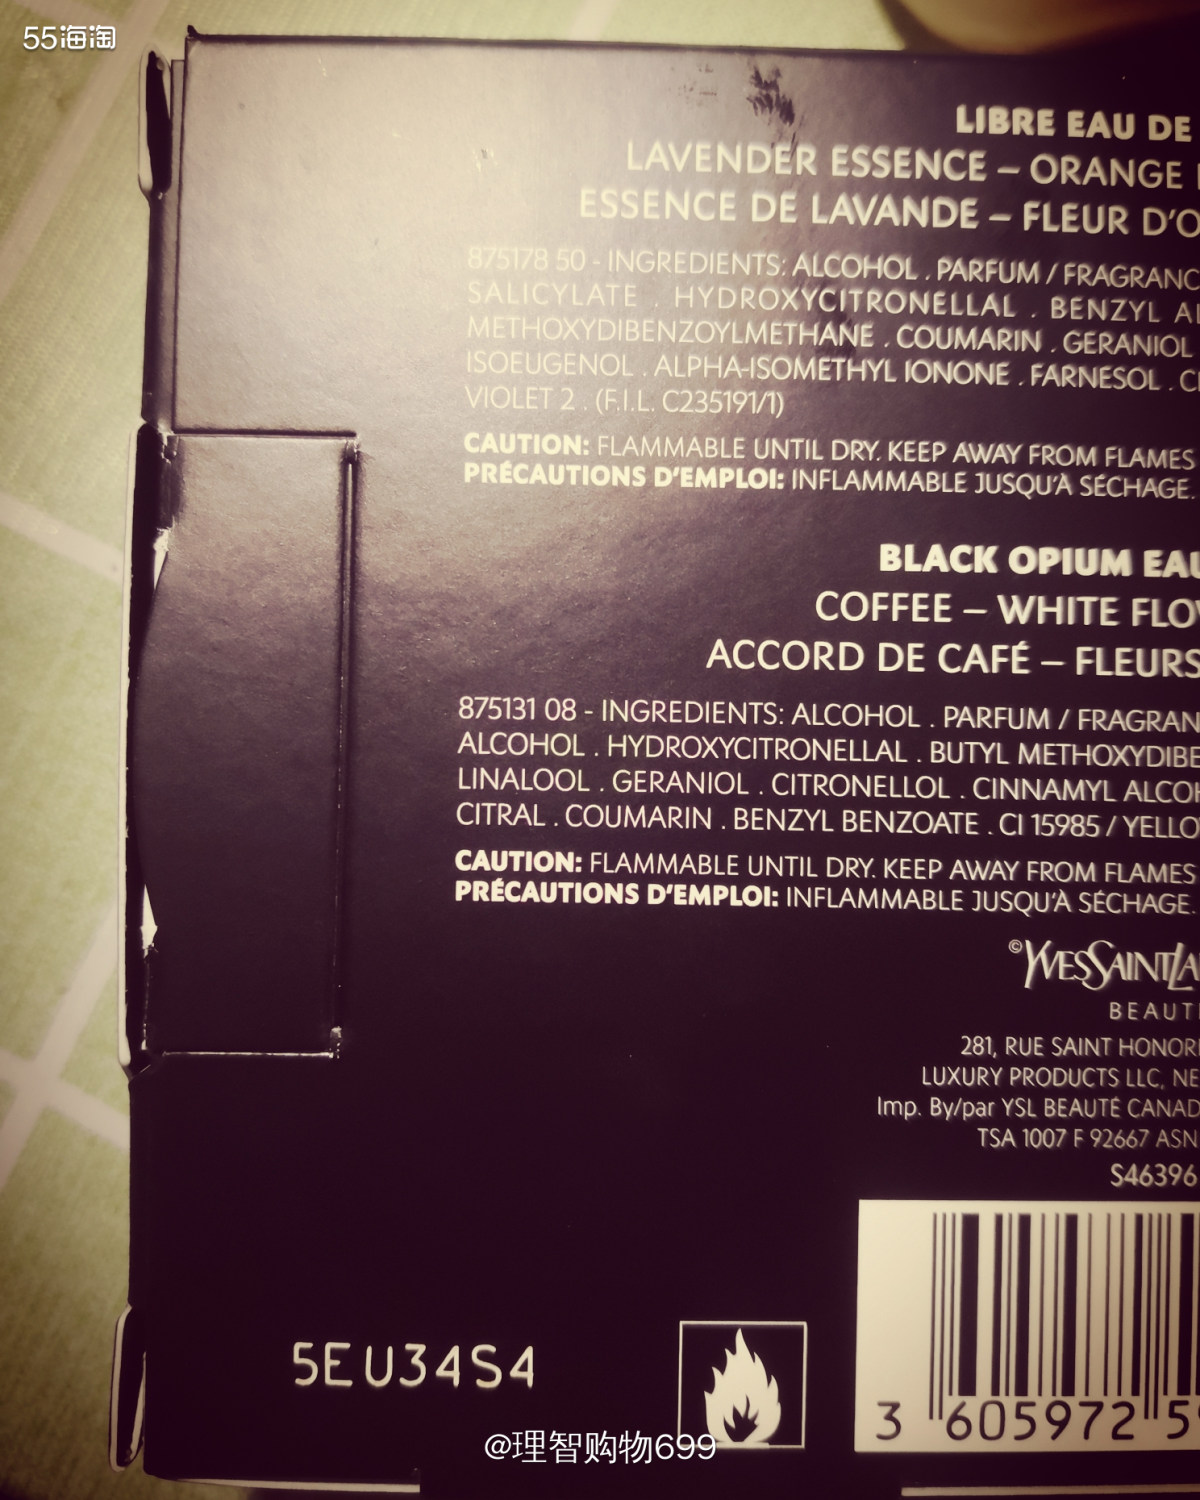 55海淘
LIBRE EAU DE
LAVENDER ESSENCE – ORANGE
ESSENCE DE LAVANDE – FLEUR D'O
875178 50 - INGREDIENTS: ALCOHOL . PARFUM / FRAGRANC
SALICYLATE . HYDROXYCITRONELLAL . BENZYL AL
METHOXYDIBENZOYLMETHANE . COUMARIN . GERANIOL
ISOEUGENOL . ALPHA-ISOMETHYL IONONE . FARNESOL . C
VIOLET 2 . (F.I.L. C235191/1)
CAUTION: FLAMMABLE UNTIL DRY. KEEP AWAY FROM FLAMES
PRÉCAUTIONS D'EMPLOI: INFLAMMABLE JUSQU'À SÉCHAGE.
BLACK OPIUM EAU
COFFEE – WHITE FLO
ACCORD DE CAFÉ – FLEURS
875131 08 - INGREDIENTS: ALCOHOL . PARFUM / FRAGRAN
ALCOHOL . HYDROXYCITRONELLAL . BUTYL METHOXYDIBE
LINALOOL . GERANIOL . CITRONELLOL . CINNAMYL ALCOH
CITRAL . COUMARIN . BENZYL BENZOATE . CI 15985 / YELLO
CAUTION: FLAMMABLE UNTIL DRY. KEEP AWAY FROM FLAMES
PRÉCAUTIONS D'EMPLOI: INFLAMMABLE JUSQU'À SÉCHAGE.
©YVESSAINTLA
BEAUT
281, RUE SAINT HONOR
LUXURY PRODUCTS LLC, NE
Imp. By/par YSL BEAUTÉ CANAD
TSA 1007 F 92667 ASN
S46396
5EU34S4
3 605972 5
@理智购物699